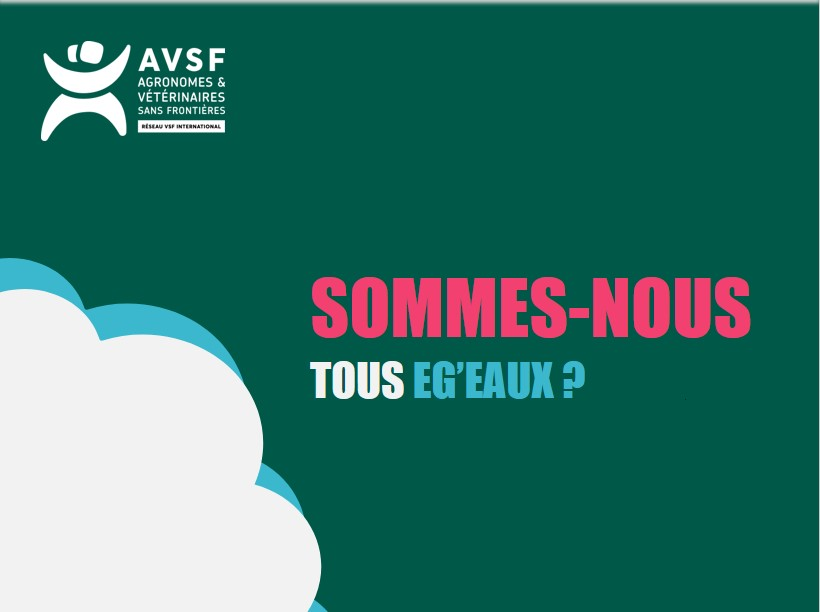 AVSF
AGRONOMES &
VÉTÉRINAIRES
SANS FRONTIÈRES
RÉSEAU VSF INTERNATIONAL
SOMMES-NOUS
TOUS EG’EAUX ?